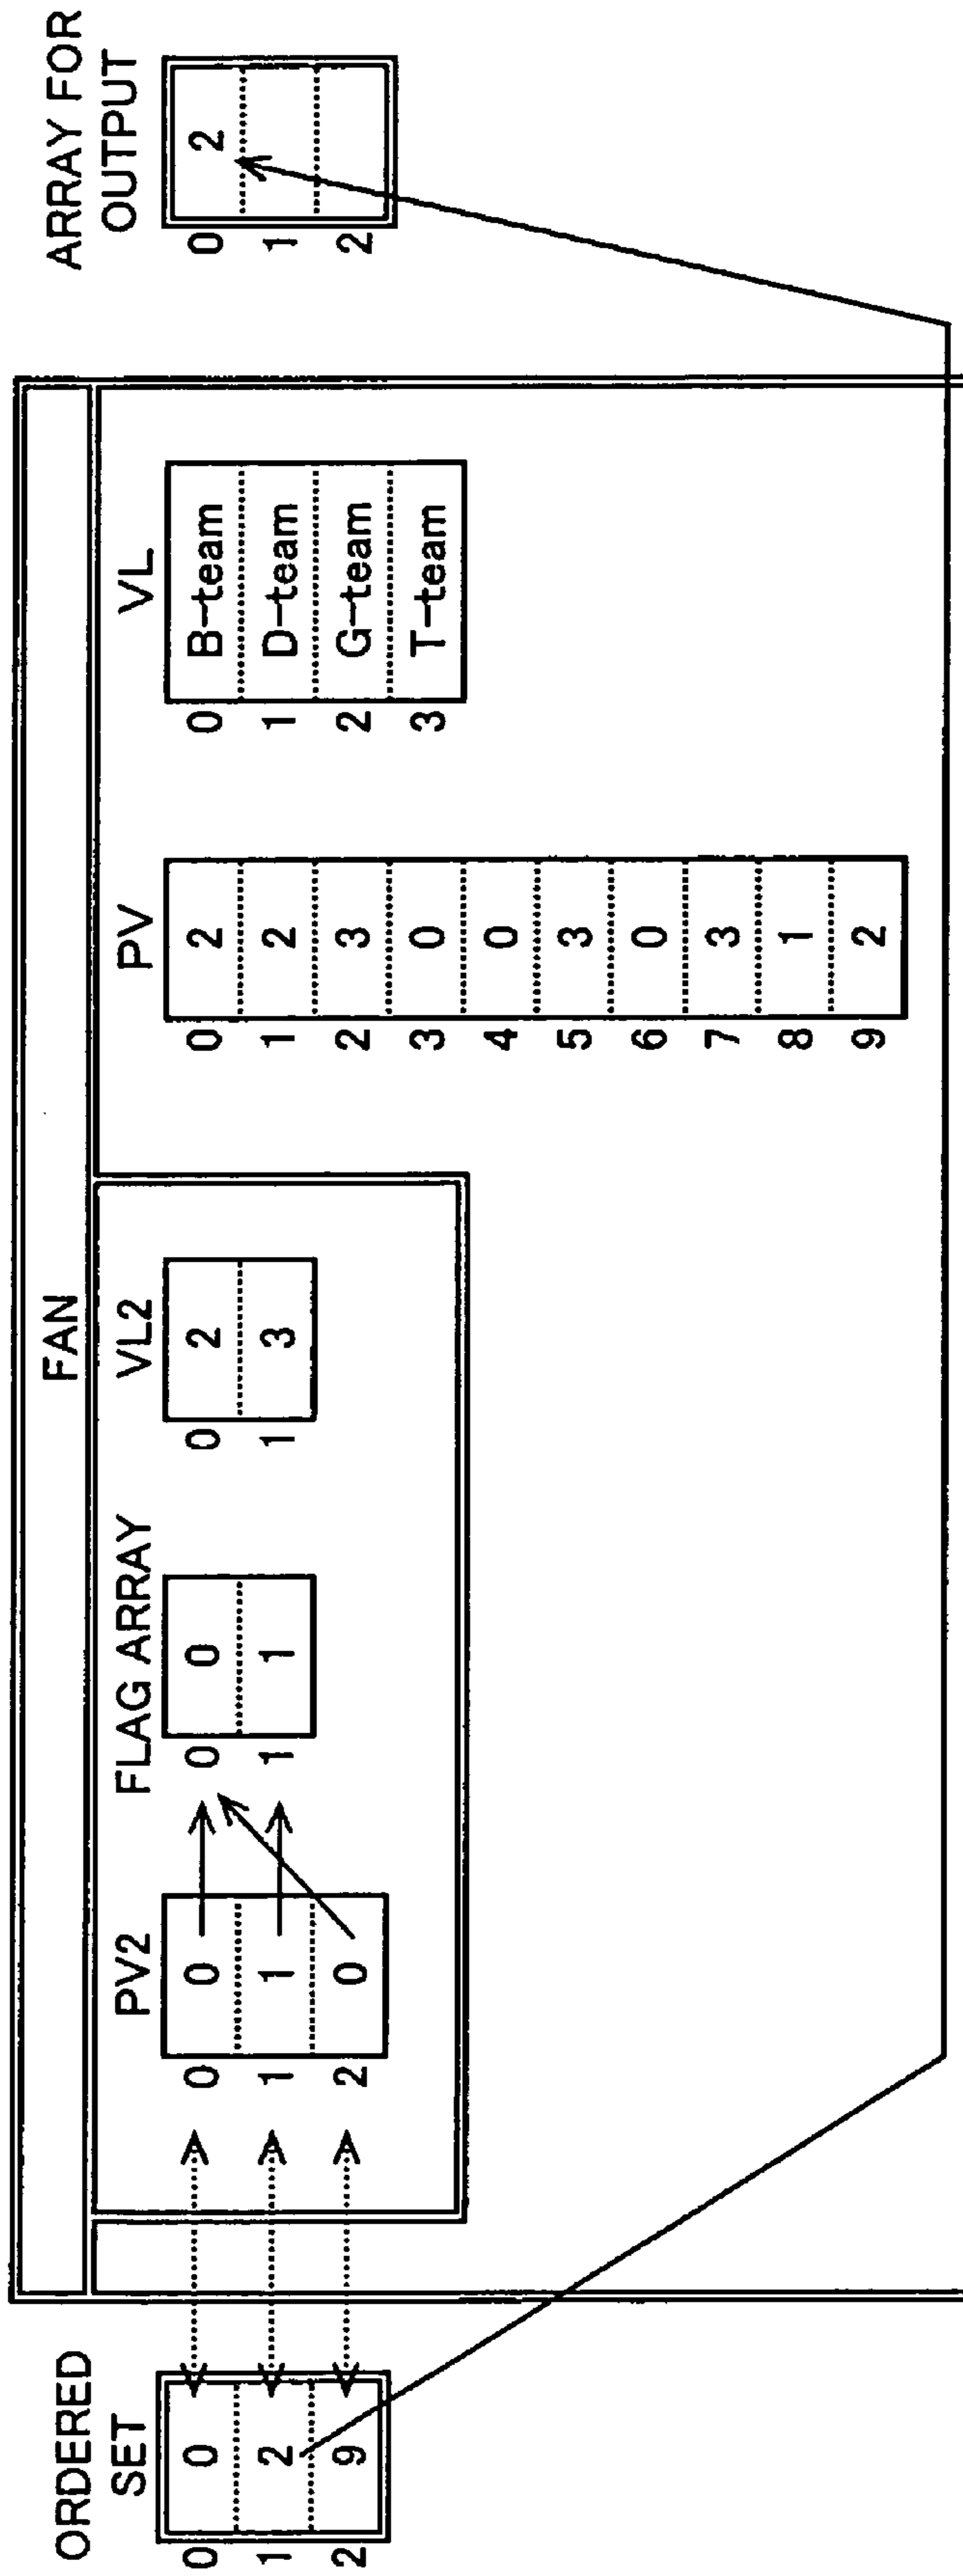 FAN
ORDERED
SET
0 0
1 2
2 9
PV2
0 0
1 1
2 0
FLAG ARRAY
0 0
1 1
VL2
0 2
1 3
PV
0 2
1 2
2 3
3 0
4 0
5 3
6 0
7 3
8 1
9 2
VL
0 B-team
1 D-team
2 G-team
3 T-team
ARRAY FOR
OUTPUT
0 2
1
2